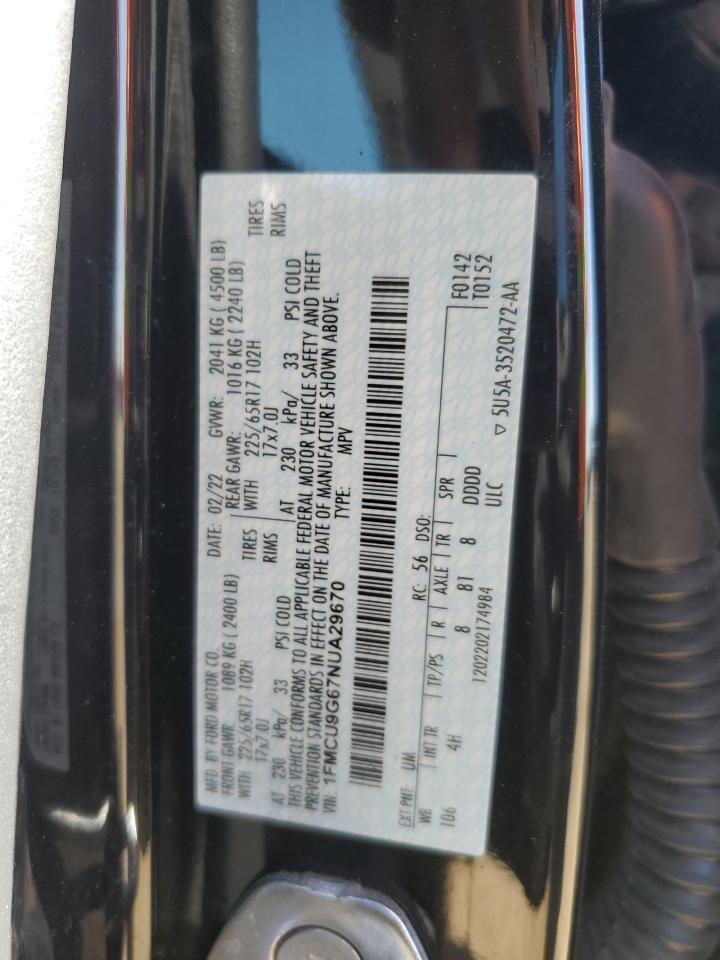 MFD. BY FORD MOTOR CO.
DATE: 02/22 GVWR: 2041 KG ( 4500 LB)
FRONT GAWR: 1089 KG ( 2400 LB) REAR GAWR: 1016 KG ( 2240 LB)
WITH 225/65R17 102H TIRES WITH 225/65R17 102H TIRES
17x7.0J RIMS 17x7.0J RIMS
AT 230 kPa/ 33 PSI COLD AT 230 kPa/ 33 PSI COLD
THIS VEHICLE CONFORMS TO ALL APPLICABLE FEDERAL MOTOR VEHICLE SAFETY AND THEFT
PREVENTION STANDARDS IN EFFECT ON THE DATE OF MANUFACTURE SHOWN ABOVE.
VIN: 1FMCU9G67NUA29670 TYPE: MPV
EXT PNT: UM RC: 56 DSO: F0142
WB INT TR TP/PS R AXLE TR SPR T0152
106 4H 8 81 8 DDDD
1202202174984 ULC
▽ 5U5A-3520472-AA